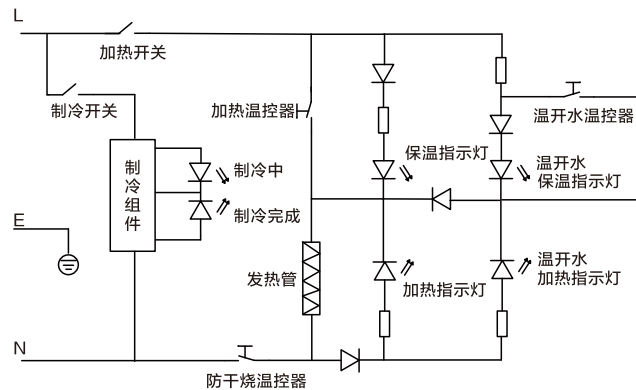 L
加热开关
制冷开关
加热温控器
温开水温控器
制冷组件
制冷中
制冷完成
保温指示灯
温开水
保温指示灯
E
发热管
加热指示灯
温开水
加热指示灯
N
防干烧温控器